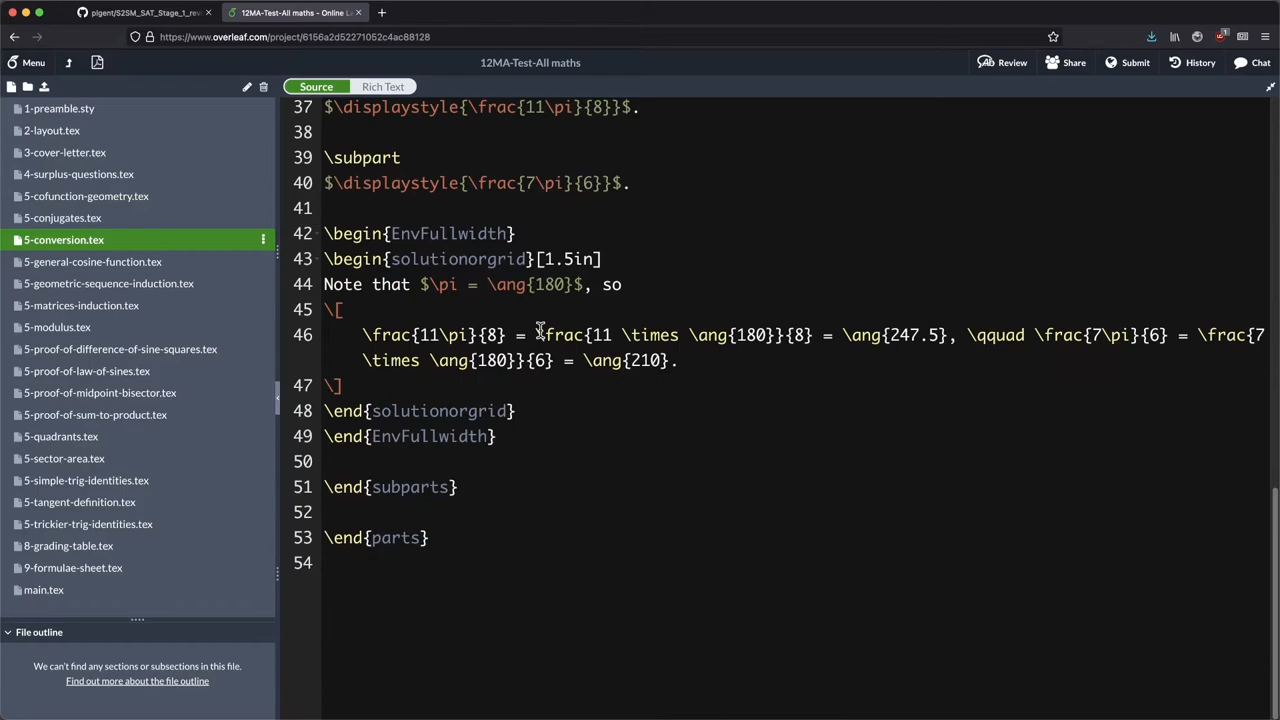 plgent/S2SM_SAT_Stage_1_rev
12MA-Test-All maths - Online L
https://www.overleaf.com/project/6156a2d52271052c4ac88128
Menu
12MA-Test-All maths
Review
Share
Submit
History
Chat
Source
Rich Text
1-preamble.sty
2-layout.tex
3-cover-letter.tex
4-surplus-questions.tex
5-cofunction-geometry.tex
5-conjugates.tex
5-conversion.tex
5-general-cosine-function.tex
5-geometric-sequence-induction.tex
5-matrices-induction.tex
5-modulus.tex
5-proof-of-difference-of-sine-squares.tex
5-proof-of-law-of-sines.tex
5-proof-of-midpoint-bisector.tex
5-proof-of-sum-to-product.tex
5-quadrants.tex
5-sector-area.tex
5-simple-trig-identities.tex
5-tangent-definition.tex
5-trickier-trig-identities.tex
8-grading-table.tex
9-formulae-sheet.tex
main.tex
File outline
We can't find any sections or subsections in this file.
Find out more about the file outline
37 $\displaystyle{\frac{11\pi}{8}}$.
38
39 \subpart
40 $\displaystyle{\frac{7\pi}{6}}$.
41
42 \begin{EnvFullwidth}
43 \begin{solutionorgrid}[1.5in]
44 Note that $\pi = \ang{180}$, so
45 \[
46 \frac{11\pi}{8} = \frac{11 \times \ang{180}}{8} = \ang{247.5}, \qquad \frac{7\pi}{6} = \frac{7
\times \ang{180}}{6} = \ang{210}.
47 \]
48 \end{solutionorgrid}
49 \end{EnvFullwidth}
50
51 \end{subparts}
52
53 \end{parts}
54